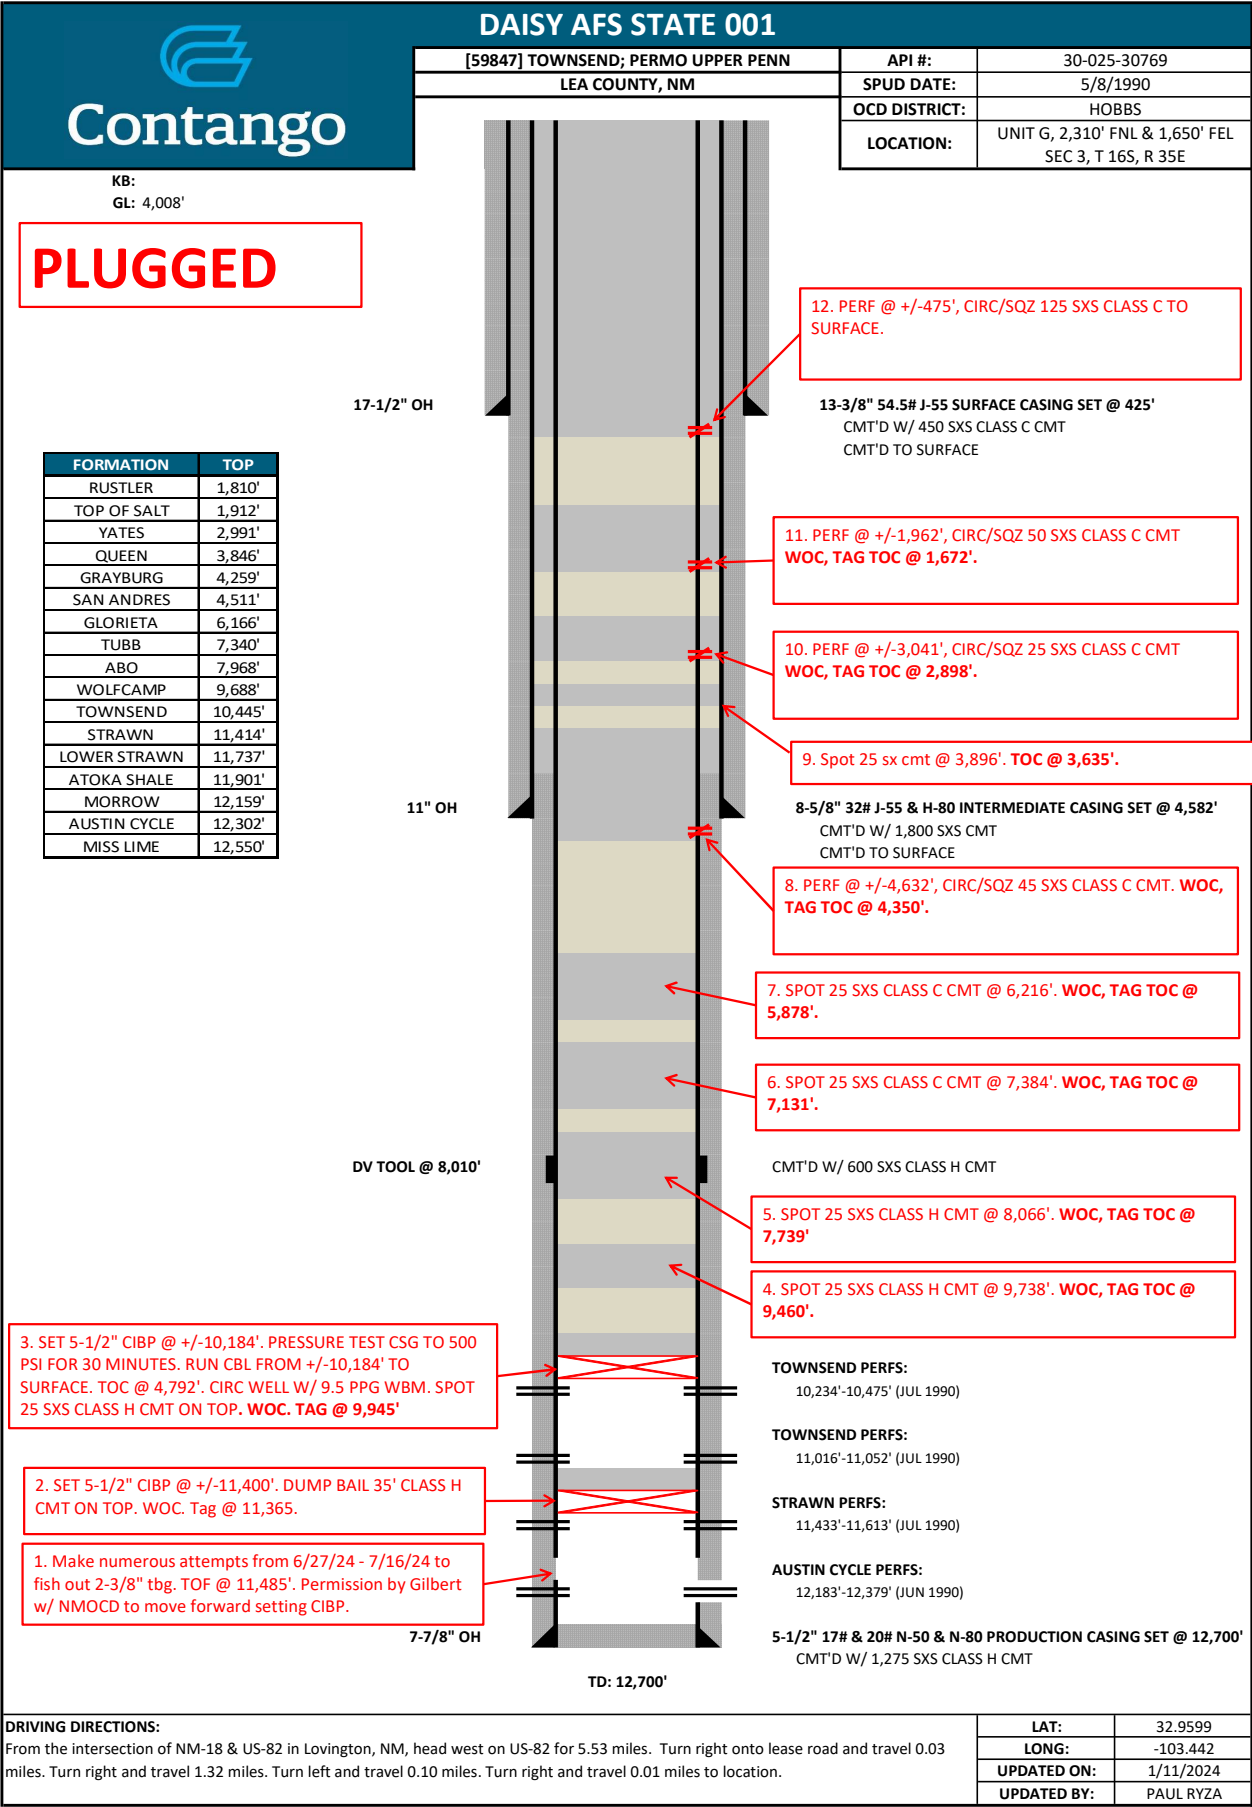 DAISY AFS STATE 001
Contango
[59847] TOWNSEND; PERMO UPPER PENN
LEA COUNTY, NM
API #: 30-025-30769
SPUD DATE: 5/8/1990
OCD DISTRICT: HOBBS
LOCATION: UNIT G, 2,310' FNL & 1,650' FEL
SEC 3, T 16S, R 35E
KB:
GL: 4,008'
PLUGGED
12. PERF @ +/-475', CIRC/SQZ 125 SXS CLASS C TO
SURFACE.
17-1/2" OH
13-3/8" 54.5# J-55 SURFACE CASING SET @ 425'
CMT'D W/ 450 SXS CLASS C CMT
CMT'D TO SURFACE
FORMATION TOP
RUSTLER 1,810'
TOP OF SALT 1,912'
YATES 2,991'
QUEEN 3,846'
GRAYBURG 4,259'
SAN ANDRES 4,511'
GLORIETA 6,166'
TUBB 7,340'
ABO 7,968'
WOLFCAMP 9,688'
TOWNSEND 10,445'
STRAWN 11,414'
LOWER STRAWN 11,737'
ATOKA SHALE 11,901'
MORROW 12,159'
AUSTIN CYCLE 12,302'
MISS LIME 12,550'
11. PERF @ +/-1,962', CIRC/SQZ 50 SXS CLASS C CMT
WOC, TAG TOC @ 1,672'.
10. PERF @ +/-3,041', CIRC/SQZ 25 SXS CLASS C CMT
WOC, TAG TOC @ 2,898'.
9. Spot 25 sx cmt @ 3,896'. TOC @ 3,635'.
11" OH
8-5/8" 32# J-55 & H-80 INTERMEDIATE CASING SET @ 4,582'
CMT'D W/ 1,800 SXS CMT
CMT'D TO SURFACE
8. PERF @ +/-4,632', CIRC/SQZ 45 SXS CLASS C CMT. WOC,
TAG TOC @ 4,350'.
7. SPOT 25 SXS CLASS C CMT @ 6,216'. WOC, TAG TOC @
5,878'.
6. SPOT 25 SXS CLASS C CMT @ 7,384'. WOC, TAG TOC @
7,131'.
DV TOOL @ 8,010'
CMT'D W/ 600 SXS CLASS H CMT
5. SPOT 25 SXS CLASS H CMT @ 8,066'. WOC, TAG TOC @
7,739'
4. SPOT 25 SXS CLASS H CMT @ 9,738'. WOC, TAG TOC @
9,460'.
3. SET 5-1/2" CIBP @ +/-10,184'. PRESSURE TEST CSG TO 500
PSI FOR 30 MINUTES. RUN CBL FROM +/-10,184' TO
SURFACE. TOC @ 4,792'. CIRC WELL W/ 9.5 PPG WBM. SPOT
25 SXS CLASS H CMT ON TOP. WOC. TAG @ 9,945'
TOWNSEND PERFS:
10,234'-10,475' (JUL 1990)
TOWNSEND PERFS:
11,016'-11,052' (JUL 1990)
2. SET 5-1/2" CIBP @ +/-11,400'. DUMP BAIL 35' CLASS H
CMT ON TOP. WOC. Tag @ 11,365.
STRAWN PERFS:
11,433'-11,613' (JUL 1990)
1. Make numerous attempts from 6/27/24 - 7/16/24 to
fish out 2-3/8" tbg. TOF @ 11,485'. Permission by Gilbert
w/ NMOCD to move forward setting CIBP.
AUSTIN CYCLE PERFS:
12,183'-12,379' (JUN 1990)
7-7/8" OH
5-1/2" 17# & 20# N-50 & N-80 PRODUCTION CASING SET @ 12,700'
CMT'D W/ 1,275 SXS CLASS H CMT
TD: 12,700'
DRIVING DIRECTIONS:
From the intersection of NM-18 & US-82 in Lovington, NM, head west on US-82 for 5.53 miles. Turn right onto lease road and travel 0.03
miles. Turn right and travel 1.32 miles. Turn left and travel 0.10 miles. Turn right and travel 0.01 miles to location.
LAT: 32.9599
LONG: -103.442
UPDATED ON: 1/11/2024
UPDATED BY: PAUL RYZA